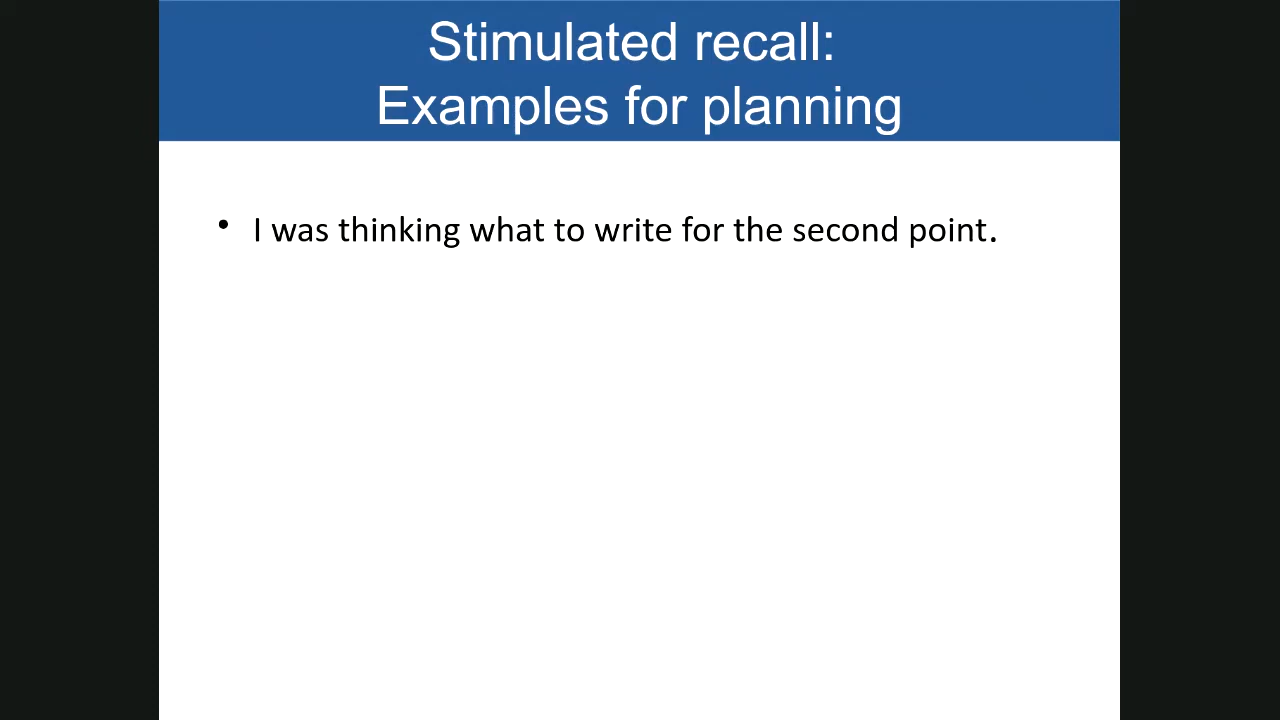 Stimulated recall:
Examples for planning
• I was thinking what to write for the second point.